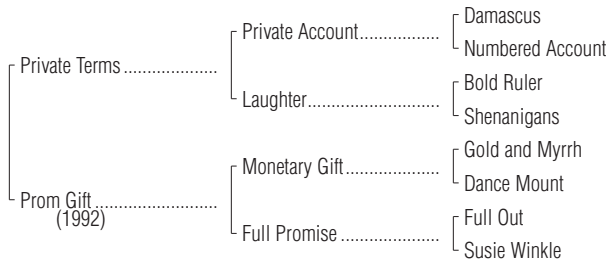 Damascus
Private Account....................
Numbered Account
Private Terms ....................
Bold Ruler
Laughter............................
Shenanigans
Gold and Myrrh
Monetary Gift....................
Dance Mount
Prom Gift..........................
(1992)
Full Out
Full Promise .....................
Susie Winkle